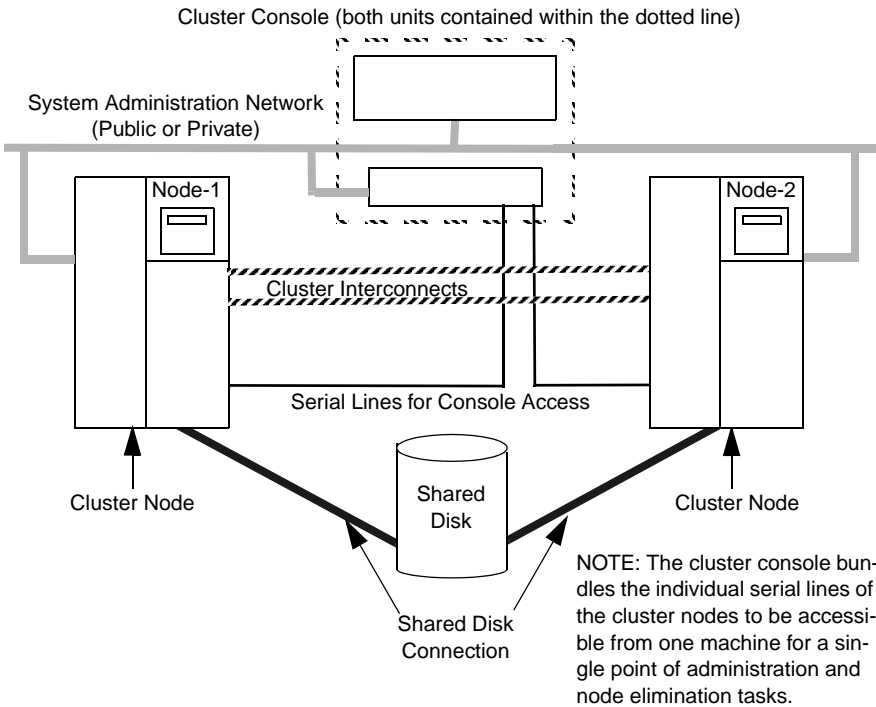 Cluster Console (both units contained within the dotted line)
System Administration Network
(Public or Private)
Node-1
Node-2
Cluster Interconnects
Serial Lines for Console Access
Shared
Disk
Cluster Node
Cluster Node
Shared Disk
Connection
NOTE: The cluster console bun-
dles the individual serial lines of
the cluster nodes to be accessi-
ble from one machine for a sin-
gle point of administration and
node elimination tasks.